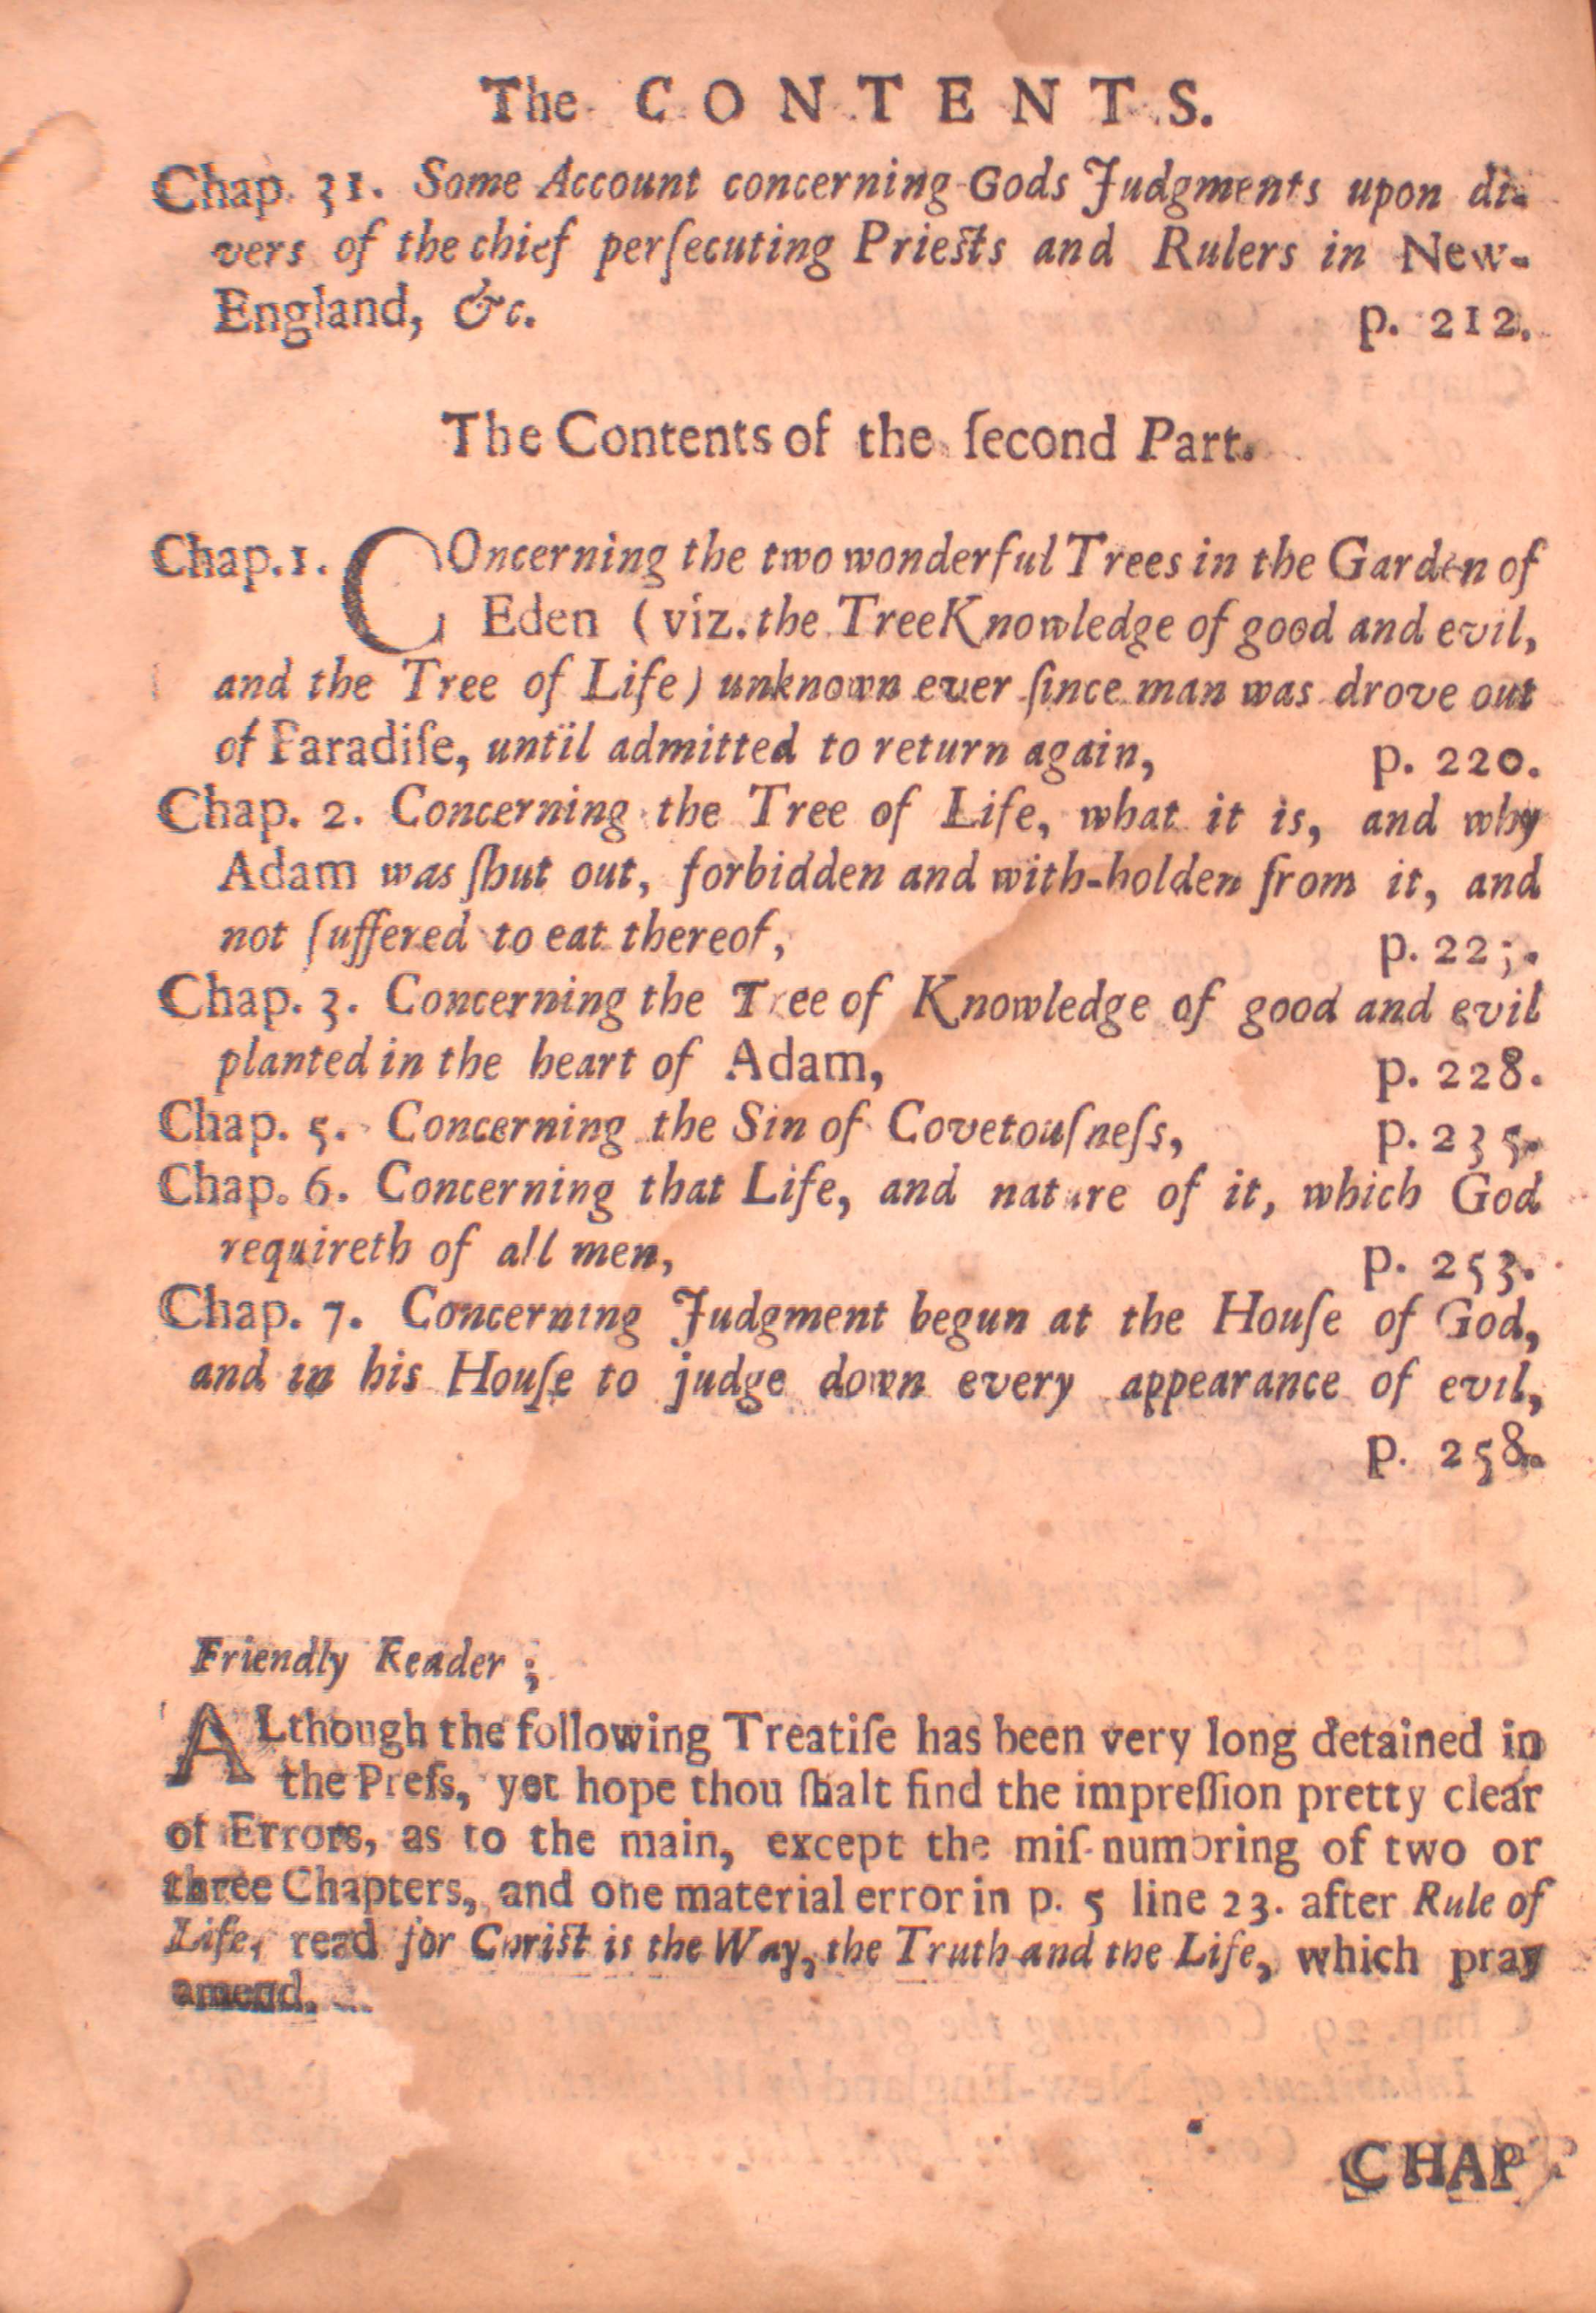 The CONTENTS.
Chap. 31. Some Account concerning Gods Judgments upon di-
vers of the chief perſecuting Prieſts and Rulers in New-
England, &c. p. 212.
The Contents of the ſecond Part.
Chap. 1. COncerning the two wonderful Trees in the Garden of
Eden (viz. the Tree Knowledge of good and evil,
and the Tree of Life) unknown ever ſince man was drove out
of Paradiſe, until admitted to return again, p. 220.
Chap. 2. Concerning the Tree of Life, what it is, and why
Adam was ſhut out, forbidden and with-holden from it, and
not ſuffered to eat thereof, p.
Chap. 3. Concerning the Tree of Knowledge of good and evil
planted in the heart of Adam, p. 228.
Chap. 5. Concerning the Sin of Covetouſneſs, p. 235.
Chap. 6. Concerning that Life, and nature of it, which God
requireth of all men, p. 253.
Chap. 7. Concerning Judgment begun at the Houſe of God,
and in his Houſe to judge down every appearance of evil,
p. 258.
Friendly Reader;
ALthough the following Treatiſe has been very long detained in
the Preſs, yet hope thou ſhalt find the impreſſion pretty clear
of Errors, as to the main, except the miſ-numbring of two or
three Chapters, and one material error in p. 5 line 23. after Rule of
Life, read for Chriſt is the Way, the Truth and the Life, which pray
amend.
CHAP.